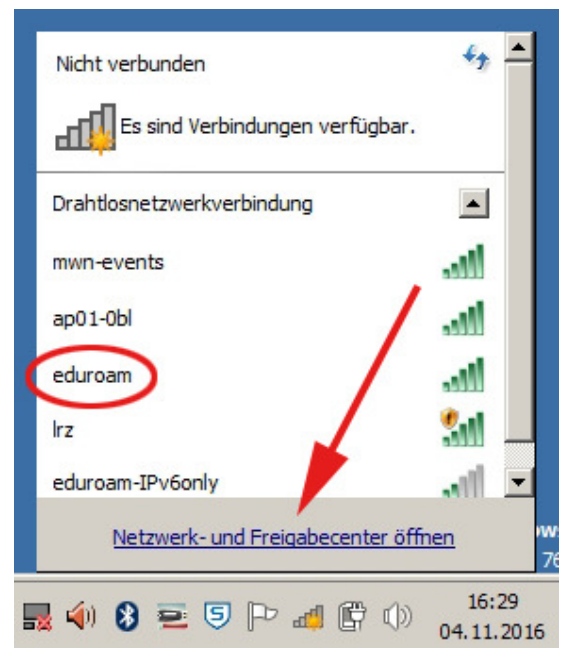 Nicht verbunden
Es sind Verbindungen verfügbar.
Drahtlosnetzwerkverbindung
mwn-events
ap01-0bl
eduroam
lrz
eduroam-IPv6only
Netzwerk- und Freigabecenter öffnen
16:29
04.11.2016